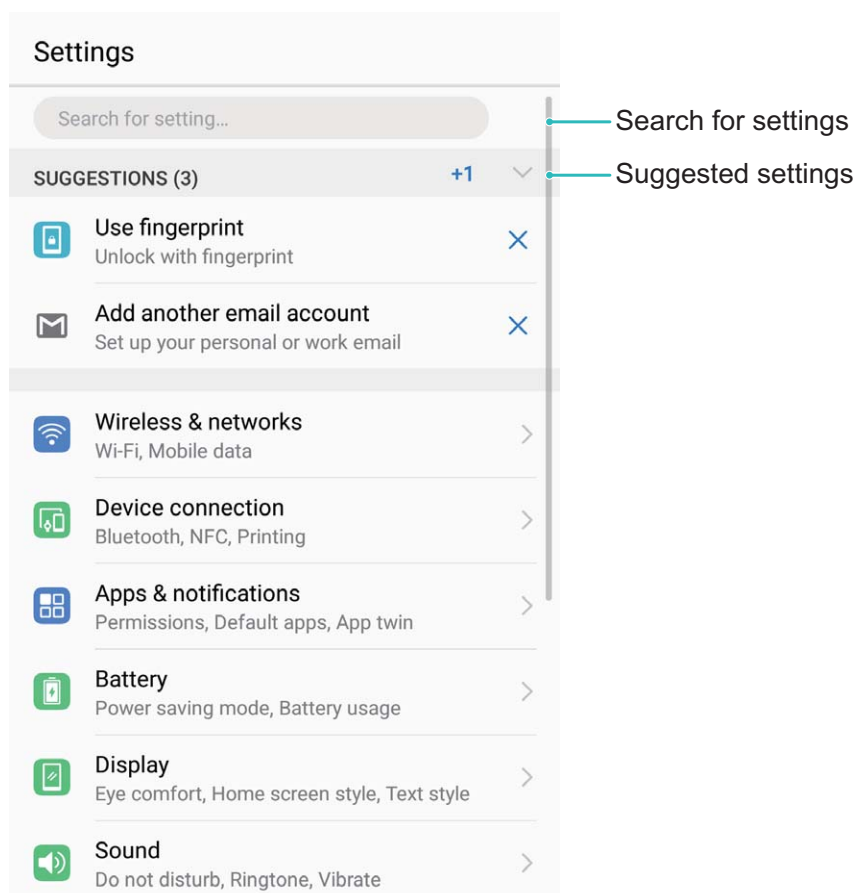 Settings
Search for setting...
Search for settings
SUGGESTIONS (3) +1
Suggested settings
Use fingerprint
Unlock with fingerprint
Add another email account
Set up your personal or work email
Wireless & networks
Wi-Fi, Mobile data
Device connection
Bluetooth, NFC, Printing
Apps & notifications
Permissions, Default apps, App twin
Battery
Power saving mode, Battery usage
Display
Eye comfort, Home screen style, Text style
Sound
Do not disturb, Ringtone, Vibrate